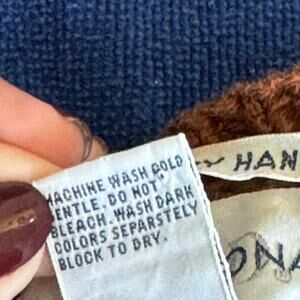 MACHINE WASH COLD
GENTLE. DO NOT
BLEACH. WASH DARK
COLORS SEPARSTELY
BLOCK TO DRY.
HAN
ONA